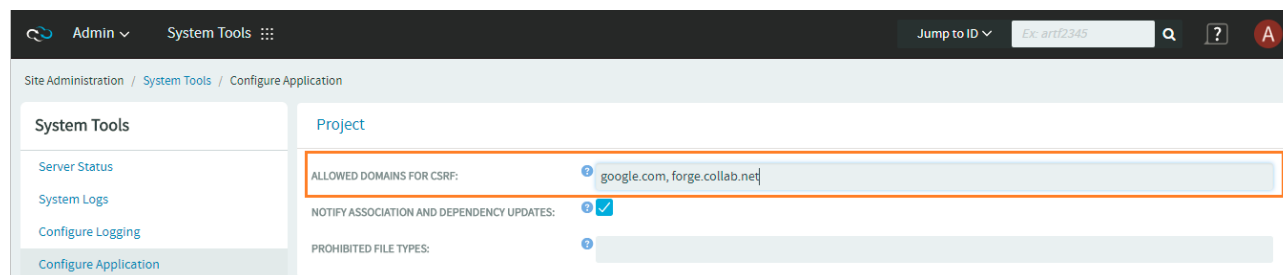 Admin System Tools Jump to ID Ex: artf2345 ? A
Site Administration / System Tools / Configure Application
System Tools
Server Status
System Logs
Configure Logging
Configure Application
Project
ALLOWED DOMAINS FOR CSRF: ? google.com, forge.collab.net
NOTIFY ASSOCIATION AND DEPENDENCY UPDATES: ?
PROHIBITED FILE TYPES: ?